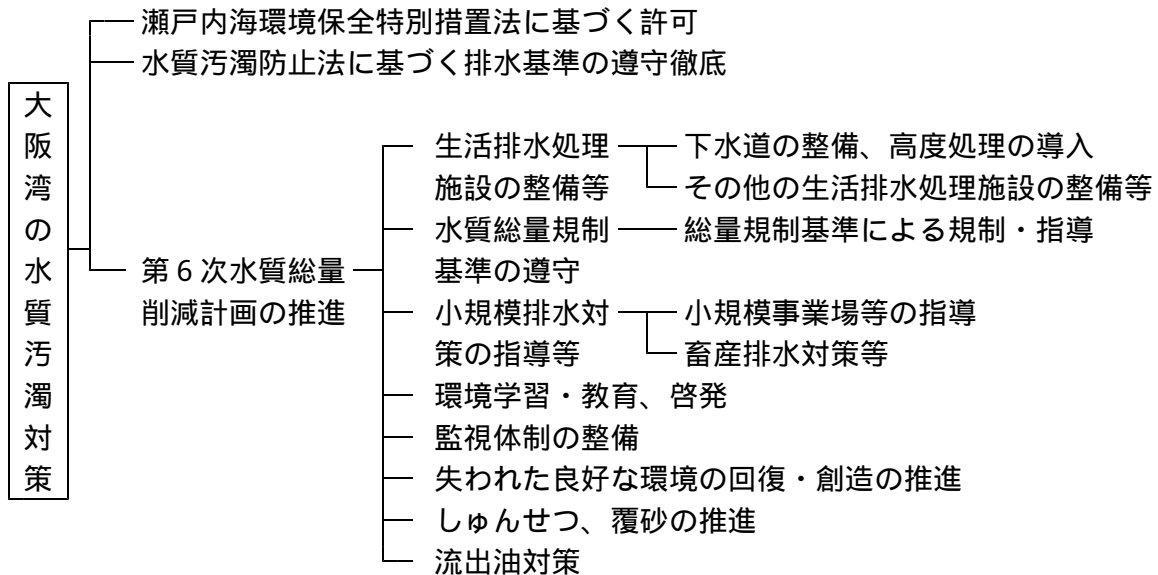 大阪湾の水質汚濁対策
瀬戸内海環境保全特別措置法に基づく許可
水質汚濁防止法に基づく排水基準の遵守徹底
第６次水質総量
削減計画の推進
生活排水処理
施設の整備等
下水道の整備、高度処理の導入
その他の生活排水処理施設の整備等
水質総量規制
基準の遵守
総量規制基準による規制・指導
小規模排水対
策の指導等
小規模事業場等の指導
畜産排水対策等
環境学習・教育、啓発
監視体制の整備
失われた良好な環境の回復・創造の推進
しゅんせつ、覆砂の推進
流出油対策